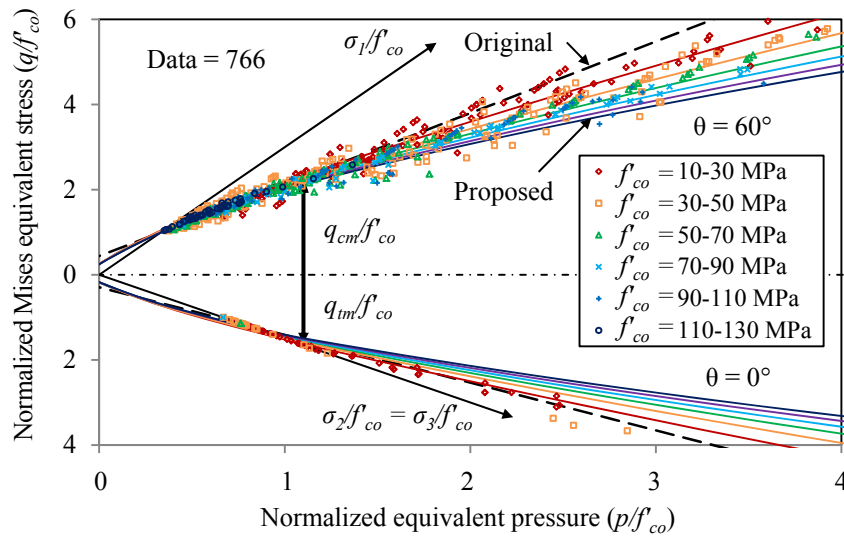 Normalized Mises equivalent stress (q/f'co)
6
4
2
0
2
4
Data = 766
σ1/f'co
Original
θ = 60°
Proposed
qcm/f'co
qtm/f'co
f'co = 10-30 MPa
f'co = 30-50 MPa
f'co = 50-70 MPa
f'co = 70-90 MPa
f'co = 90-110 MPa
f'co = 110-130 MPa
θ = 0°
σ2/f'co = σ3/f'co
0 1 2 3 4
Normalized equivalent pressure (p/f'co)